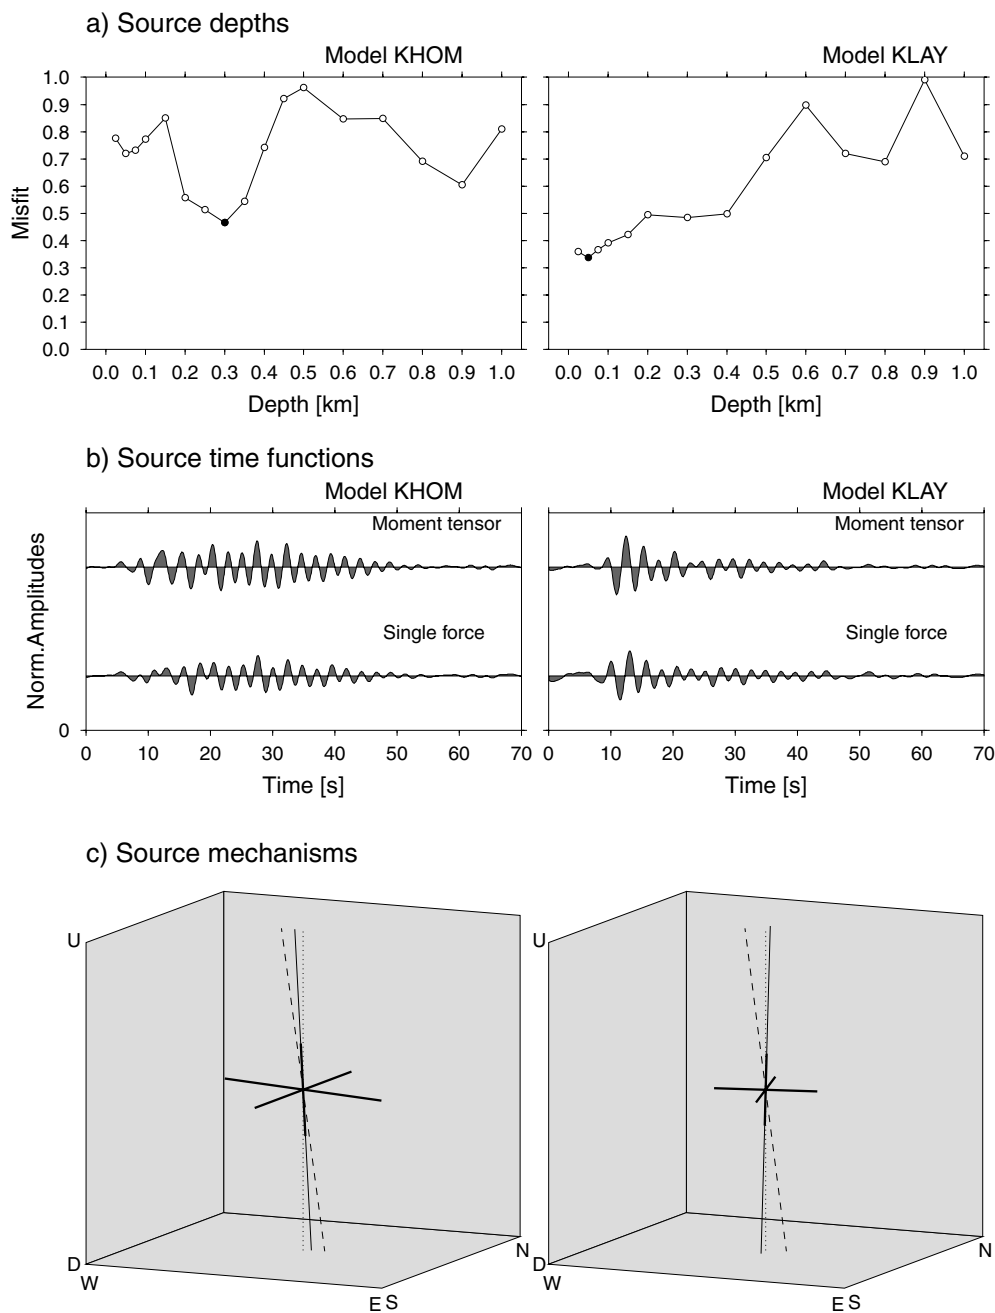 a) Source depths
Model KHOM
Model KLAY
1.0
0.9
0.8
0.7
0.6
0.5
0.4
0.3
0.2
0.1
0.0
Misfit
0.0 0.1 0.2 0.3 0.4 0.5 0.6 0.7 0.8 0.9 1.0
0.0 0.1 0.2 0.3 0.4 0.5 0.6 0.7 0.8 0.9 1.0
Depth [km]
Depth [km]
b) Source time functions
Model KHOM
Model KLAY
Moment tensor
Moment tensor
Single force
Single force
Norm.Amplitudes
0
0 10 20 30 40 50 60 70
0 10 20 30 40 50 60 70
Time [s]
Time [s]
c) Source mechanisms
U
D
W
E S
N
U
D
W
E S
N